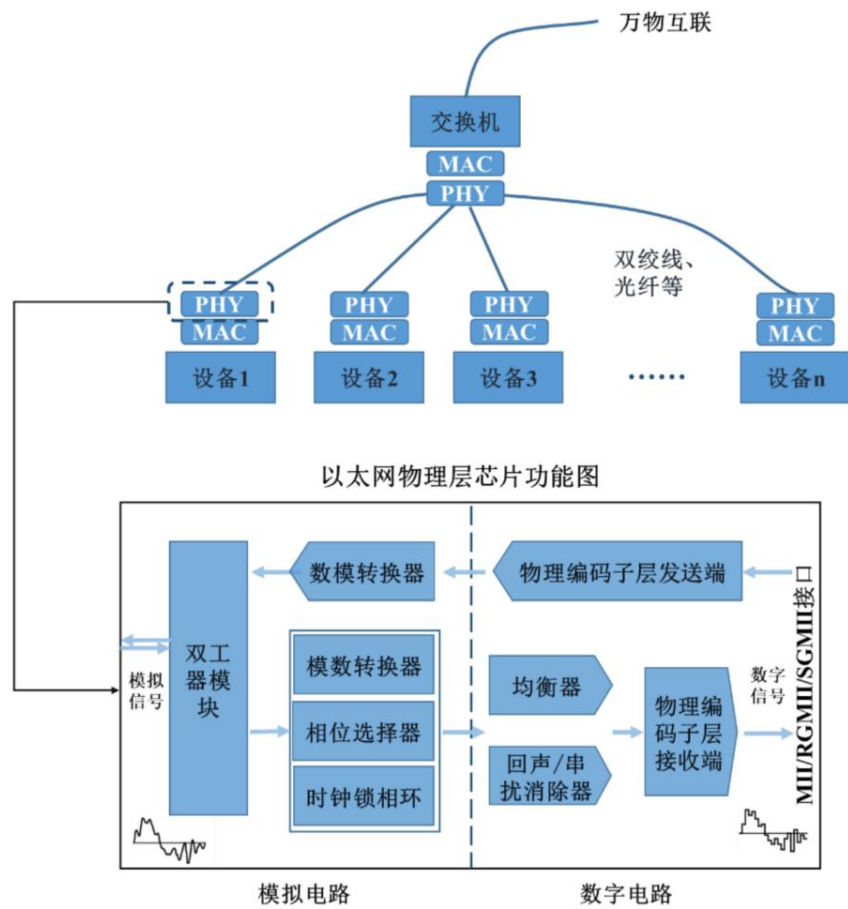 万物互联
交换机
MAC
PHY
双绞线、
光纤等
PHY
MAC
设备1
PHY
MAC
设备2
PHY
MAC
设备3
......
PHY
MAC
设备n
以太网物理层芯片功能图
数模转换器
物理编码子层发送端
双工
器模
块
模拟
信号
模数转换器
相位选择器
时钟锁相环
均衡器
回声/串
扰消除器
物理编
码子层
接收端
数字
信号
MII/RGMII/SGMII接口
模拟电路
数字电路